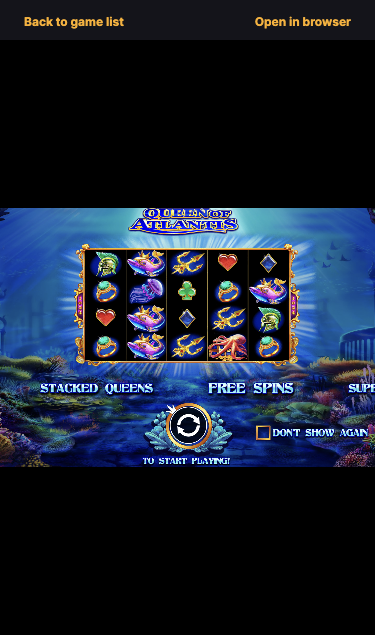 Back to game list
Open in browser
QUEEN OF
ATLANTIS
STACKED QUEENS
FREE SPINS
TO START PLAYING!
DON'T SHOW AGAIN